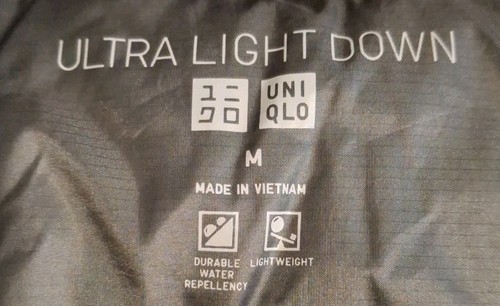 ULTRA LIGHT DOWN
ユニ
クロ
UNI
QLO
M
MADE IN VIETNAM
DURABLE
WATER
REPELLENCY
LIGHTWEIGHT